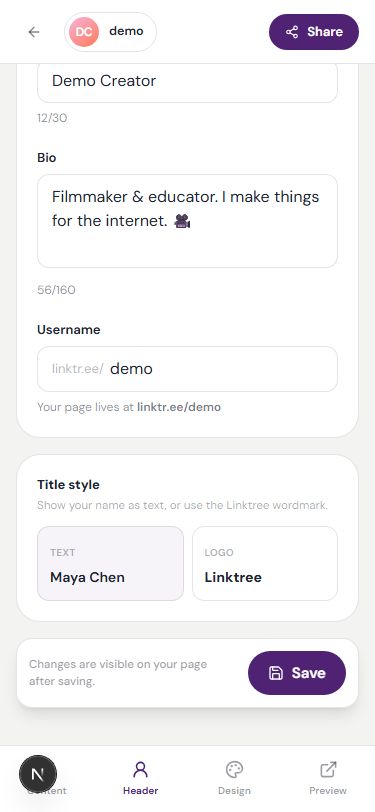 DC demo
Share
Demo Creator
12/30
Bio
Filmmaker & educator. I make things
for the internet. 🎥
56/160
Username
linktr.ee/ demo
Your page lives at linktr.ee/demo
Title style
Show your name as text, or use the Linktree wordmark.
TEXT
Maya Chen
LOGO
Linktree
Changes are visible on your page
after saving.
Save
N
Header
Design
Preview